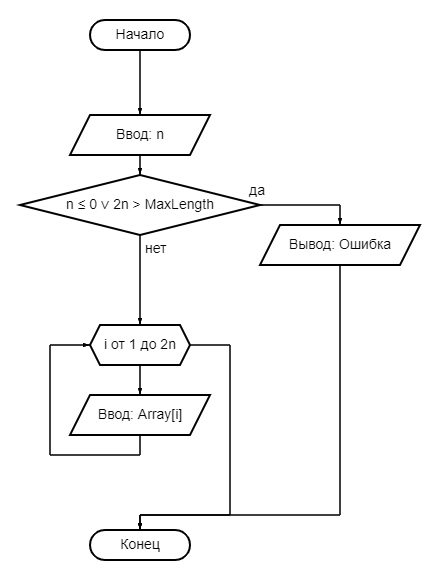 Начало
Ввод: n
n ≤ 0 ∨ 2n > MaxLength
да
нет
Вывод: Ошибка
i от 1 до 2n
Ввод: Array[i]
Конец